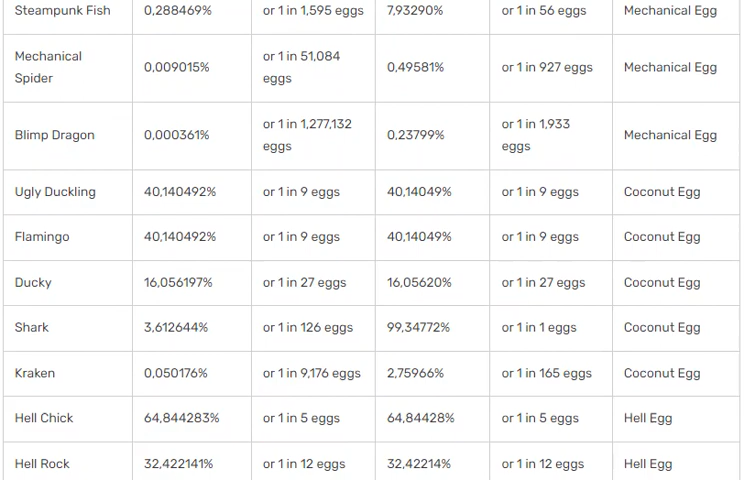 Steampunk Fish 0,288469% or 1 in 1,595 eggs 7,93290% or 1 in 56 eggs Mechanical Egg
Mechanical Spider 0,009015% or 1 in 51,084 eggs 0,49581% or 1 in 927 eggs Mechanical Egg
Blimp Dragon 0,000361% or 1 in 1,277,132 eggs 0,23799% or 1 in 1,933 eggs Mechanical Egg
Ugly Duckling 40,140492% or 1 in 9 eggs 40,14049% or 1 in 9 eggs Coconut Egg
Flamingo 40,140492% or 1 in 9 eggs 40,14049% or 1 in 9 eggs Coconut Egg
Ducky 16,056197% or 1 in 27 eggs 16,05620% or 1 in 27 eggs Coconut Egg
Shark 3,612644% or 1 in 126 eggs 99,34772% or 1 in 1 eggs Coconut Egg
Kraken 0,050176% or 1 in 9,176 eggs 2,75966% or 1 in 165 eggs Coconut Egg
Hell Chick 64,844283% or 1 in 5 eggs 64,84428% or 1 in 5 eggs Hell Egg
Hell Rock 32,422141% or 1 in 12 eggs 32,42214% or 1 in 12 eggs Hell Egg